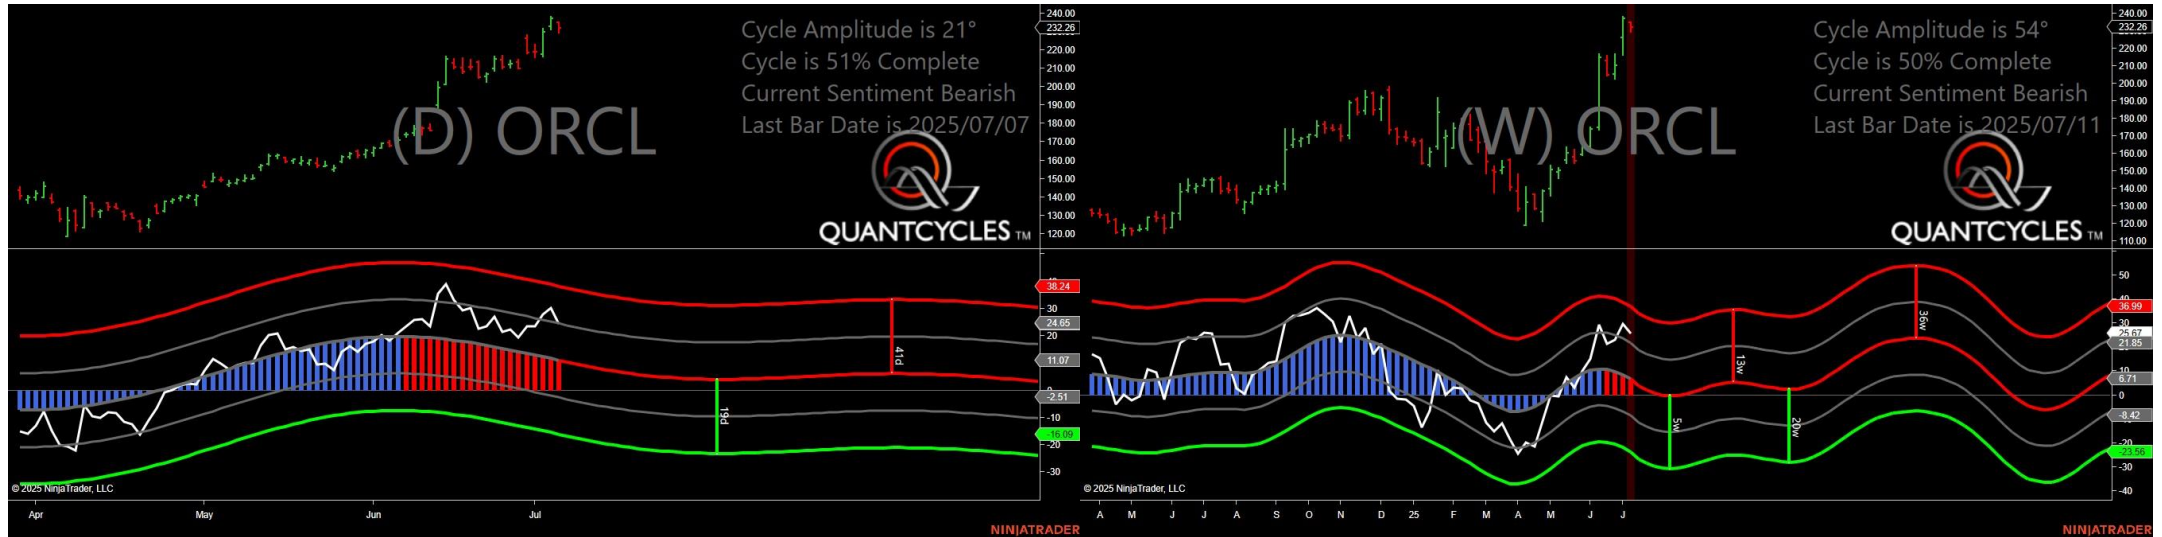 Cycle Amplitude is 21°
Cycle is 51% Complete
Current Sentiment Bearish
Last Bar Date is 2025/07/07
(D) ORCL
QUANTCYCLES TM
240.00
232.26
220.00
210.00
200.00
190.00
180.00
170.00
160.00
150.00
140.00
130.00
120.00
38.24
30
24.65
20
11.07
0
-2.51
-10
-16.09
-20
-30
41d
19d
© 2025 NinjaTrader, LLC
Apr May Jun Jul
NINJATRADER
Cycle Amplitude is 54°
Cycle is 50% Complete
Current Sentiment Bearish
Last Bar Date is 2025/07/11
(W) ORCL
QUANTCYCLES TM
240.00
232.26
220.00
210.00
200.00
190.00
180.00
170.00
160.00
150.00
140.00
130.00
120.00
110.00
50
40
36.99
30
25.67
21.85
10
6.71
0
-8.42
-20
-23.56
-30
-40
13w
36w
5w
20w
© 2025 NinjaTrader, LLC
A M J J A S O N D 25 F M A M J J
NINJATRADER